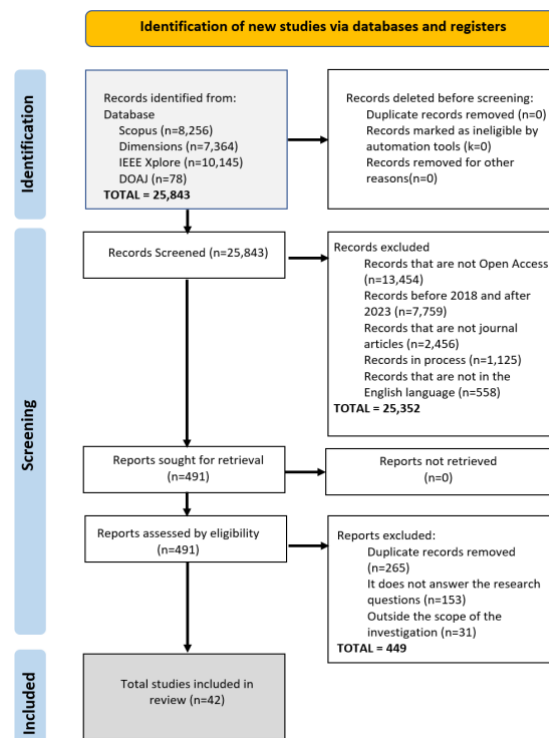 Identification of new studies via databases and registers
Identification
Records identified from:
Database
Scopus (n=8,256)
Dimensions (n=7,364)
IEEE Xplore (n=10,145)
DOAJ (n=78)
TOTAL = 25,843
Records deleted before screening:
Duplicate records removed (n=0)
Records marked as ineligible by
automation tools (k=0)
Records removed for other
reasons(n=0)
Screening
Records Screened (n=25,843)
Records excluded
Records that are not Open Access
(n=13,454)
Records before 2018 and after
2023 (n=7,759)
Records that are not journal
articles (n=2,456)
Records in process (n=1,125)
Records that are not in the
English language (n=558)
TOTAL = 25,352
Reports sought for retrieval
(n=491)
Reports not retrieved
(n=0)
Reports assessed by eligibility
(n=491)
Reports excluded:
Duplicate records removed
(n=265)
It does not answer the research
questions (n=153)
Outside the scope of the
investigation (n=31)
TOTAL = 449
Included
Total studies included in
review (n=42)